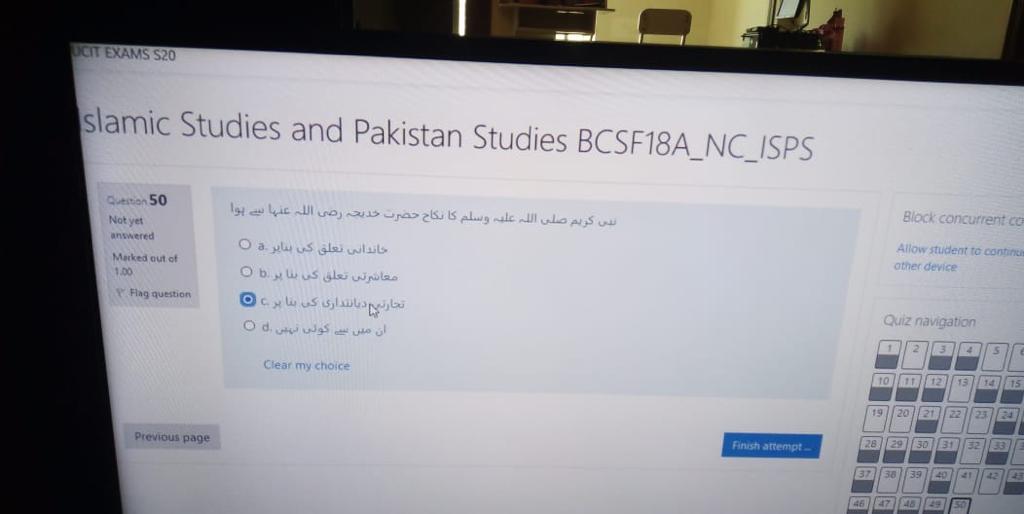 UCIT EXAMS S20
slamic Studies and Pakistan Studies BCSF18A_NC_ISPS
Question 50
Not yet
answered
Marked out of
1.00
Flag question
نبی کریم صلی اللہ علیہ وسلم کا نکاح حضرت خدیجہ رضی اللہ عنہا سے ہوا
a. خاندانی تعلق کی بناپر
b. معاشرتی تعلق کی بنا پر
c. تجارتی دیانتداری کی بنا پر
d. ان میں سے کوئی نہیں
Clear my choice
Previous page
Finish attempt ...
Block concurrent co
Allow student to continu
other device
Quiz navigation
1 2 3 4 5 6
10 11 12 13 14 15
19 20 21 22 23 24
28 29 30 31 32 33
37 38 39 40 41 42 43
46 47 48 49 50